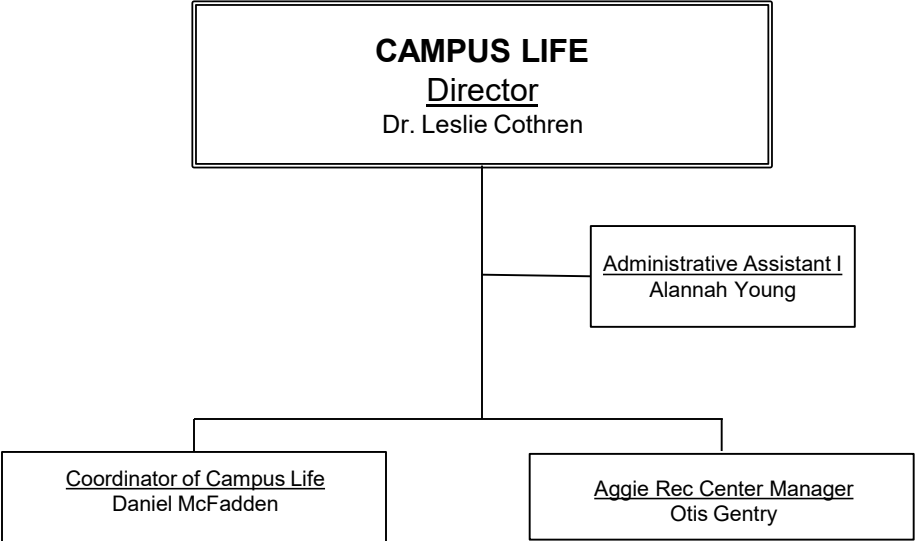 CAMPUS LIFE
Director
Dr. Leslie Cothren
Administrative Assistant I
Alannah Young
Coordinator of Campus Life
Daniel McFadden
Aggie Rec Center Manager
Otis Gentry